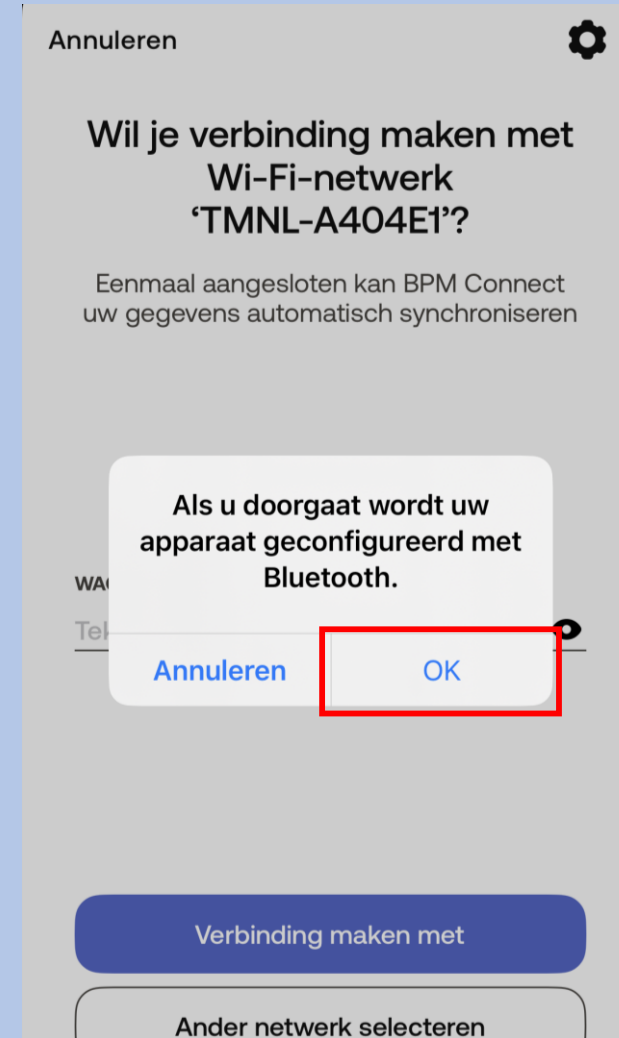 Annuleren
Wil je verbinding maken met
Wi-Fi-netwerk
‘TMNL-A404E1’?
Eenmaal aangesloten kan BPM Connect
uw gegevens automatisch synchroniseren
Als u doorgaat wordt uw
apparaat geconfigureerd met
Bluetooth.
Annuleren
OK
Verbinding maken met
Ander netwerk selecteren